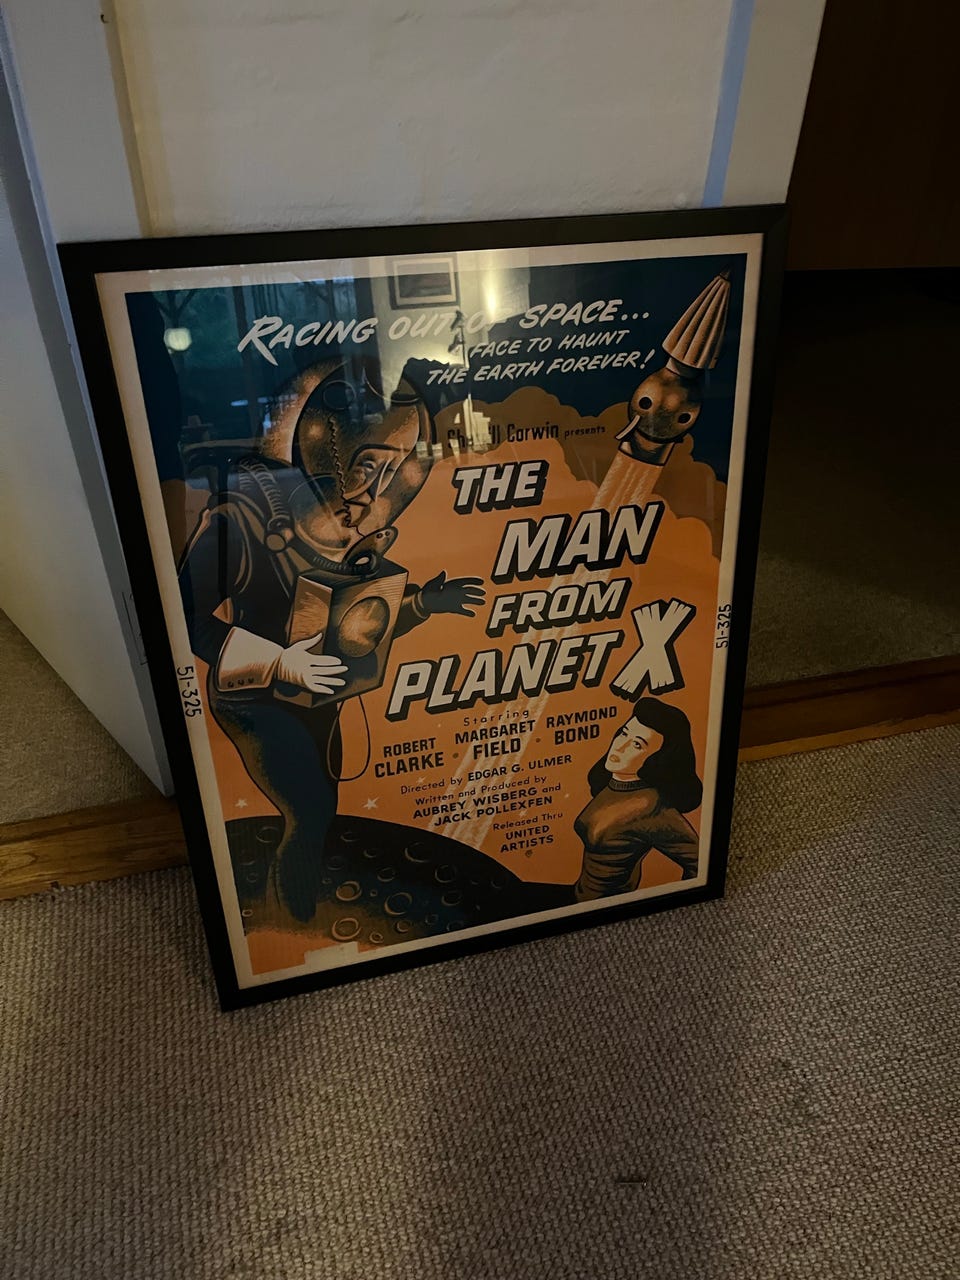 RACING OUT OF SPACE...
A FACE TO HAUNT
THE EARTH FOREVER!
Corwin presents
THE
MAN
FROM
PLANET X
51-325
51-325
Starring
ROBERT CLARKE · MARGARET FIELD · RAYMOND BOND
Directed by EDGAR G. ULMER
Written and Produced by
AUBREY WISBERG and
JACK POLLEXFEN
Released Thru
UNITED
ARTISTS